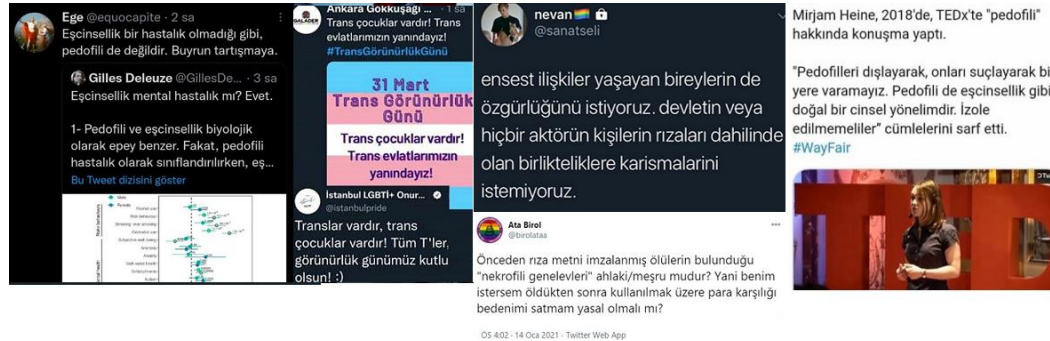 Ege @equocapite · 2 sa
Eşcinsellik bir hastalık olmadığı gibi,
pedofili de değildir. Buyrun tartışmaya.
Gilles Deleuze @GillesDe... · 3 sa
Eşcinsellik mental hastalık mı? Evet.
1- Pedofili ve eşcinsellik biyolojik
olarak epey benzer. Fakat, pedofili
hastalık olarak sınıflandırılırken, eş...
Bu Tweet dizisini göster
Ankara Gökkuşağı ... · 1 sa
Trans çocuklar vardır! Trans
evlatlarımızın yanındayız!
#TransGörünürlükGünü
31 Mart
Trans Görünürlük
Günü
Trans çocuklar vardır!
Trans evlatlarımızın
yanındayız!
İstanbul LGBTİ+ Onur...
@istanbulpride
Translar vardır, trans
çocuklar vardır! Tüm T'ler,
görünürlük günümüz kutlu
olsun! :)
nevan
@sanatseli
ensest ilişkiler yaşayan bireylerin de
özgürlüğünü istiyoruz. devletin veya
hiçbir aktörün kişilerin rızaları dahilinde
olan birlikteliklere karismalarini
istemiyoruz.
Ata Birol
@birolataa
Önceden rıza metni imzalanmış ölülerin bulunduğu
"nekrofili genelevleri" ahlaki/meşru mudur? Yani benim
istersem öldükten sonra kullanılmak üzere para karşılığı
bedenimi satmam yasal olmalı mı?
ÖS 4:02 · 14 Oca 2021 · Twitter Web App
Mirjam Heine, 2018'de, TEDx'te "pedofili"
hakkında konuşma yaptı.
"Pedofilleri dışlayarak, onları suçlayarak bi
yere varamayız. Pedofili de eşcinsellik gibi
doğal bir cinsel yönelimdir. İzole
edilmemeliler" cümlelerini sarf etti.
#WayFair